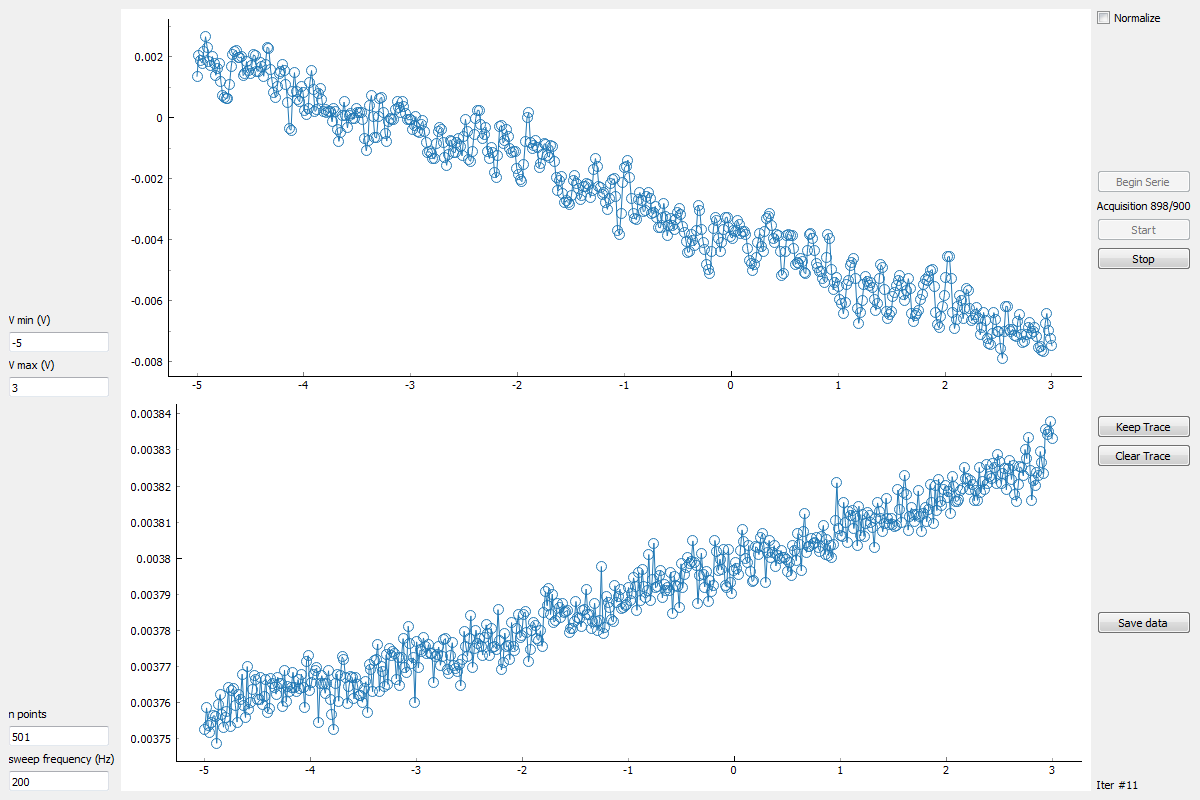 Normalize
0.002
0
-0.002
-0.004
-0.006
-0.008
-5 -4 -3 -2 -1 0 1 2 3
Begin Serie
Acquisition 898/900
Start
Stop
V min (V)
-5
V max (V)
3
0.00384
0.00383
0.00382
0.00381
0.0038
0.00379
0.00378
0.00377
0.00376
0.00375
-5 -4 -3 -2 -1 0 1 2 3
Keep Trace
Clear Trace
Save data
n points
501
sweep frequency (Hz)
200
Iter #11